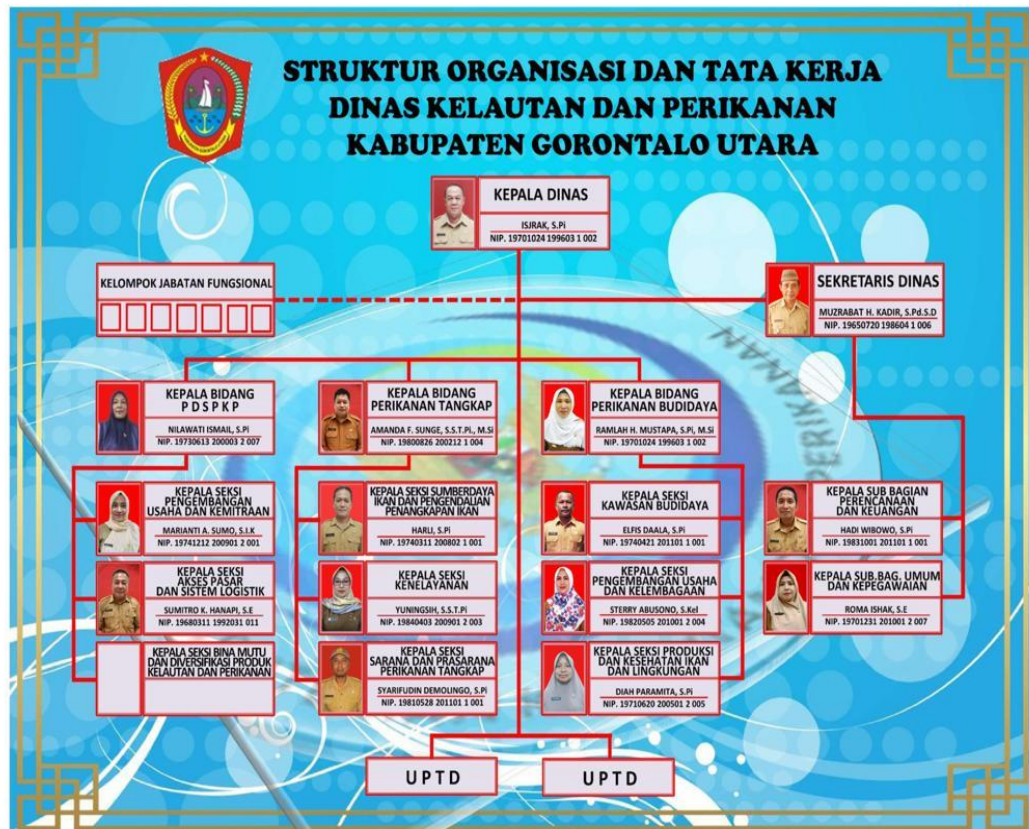 STRUKTUR ORGANISASI DAN TATA KERJA
DINAS KELAUTAN DAN PERIKANAN
KABUPATEN GORONTALO UTARA
KEPALA DINAS
ISJRAK, S.Pi
NIP. 19701024 199603 1 002
KELOMPOK JABATAN FUNGSIONAL
SEKRETARIS DINAS
MUZRABAT H. KADIR, S.Pd.S.D
NIP. 19650720 198604 1 006
KEPALA BIDANG
P D S P K P
NILAWATI ISMAIL, S.Pi
NIP. 19730613 200003 2 007
KEPALA BIDANG
PERIKANAN TANGKAP
AMANDA F. SUNGE, S.S.T.Pi., M.Si
NIP. 19800826 200212 1 004
KEPALA BIDANG
PERIKANAN BUDIDAYA
RAMLAH H. MUSTAPA, S.Pi, M.Si
NIP. 19701024 199603 1 002
PERIKANAN
KEPALA SEKSI
PENGEMBANGAN
USAHA DAN KEMITRAAN
MARIANTI A. SUMO, S.I.K
NIP. 19741212 200901 2 001
KEPALA SEKSI SUMBERDAYA
IKAN DAN PENGENDALIAN
PENANGKAPAN IKAN
HARLI, S.Pi
NIP. 19740311 200802 1 001
KEPALA SEKSI
KAWASAN BUDIDAYA
ELFIS DAALA, S.Pi
NIP. 19740421 201101 1 001
KEPALA SUB BAGIAN
PERENCANAAN
DAN KEUANGAN
HADI WIBOWO, S.Pi
NIP. 19831001 201101 1 001
KEPALA SEKSI
AKSES PASAR
DAN SISTEM LOGISTIK
SUMITRO K. HANAPI, S.E
NIP. 19680311 1992031 011
KEPALA SEKSI
KENELAYANAN
YUNINGSIH, S.S.T.Pi
NIP. 19840403 200901 2 003
KEPALA SEKSI
PENGEMBANGAN USAHA
DAN KELEMBAGAAN
STERRY ABUSONO, S.Kel
NIP. 19820505 201001 2 004
KEPALA SUB.BAG. UMUM
DAN KEPEGAWAIAN
ROMA ISHAK, S.E
NIP. 19701231 201001 2 007
KEPALA SEKSI BINA MUTU
DAN DIVERSIFIKASI PRODUK
KELAUTAN DAN PERIKANAN
KEPALA SEKSI
SARANA DAN PRASARANA
PERIKANAN TANGKAP
SYARIFUDIN DEMOLINGO, S.Pi
NIP. 19810528 201101 1 001
KEPALA SEKSI PRODUKSI
DAN KESEHATAN IKAN
DAN LINGKUNGAN
DIAH PARAMITA, S.Pi
NIP. 19710620 200501 2 005
U P T D
U P T D